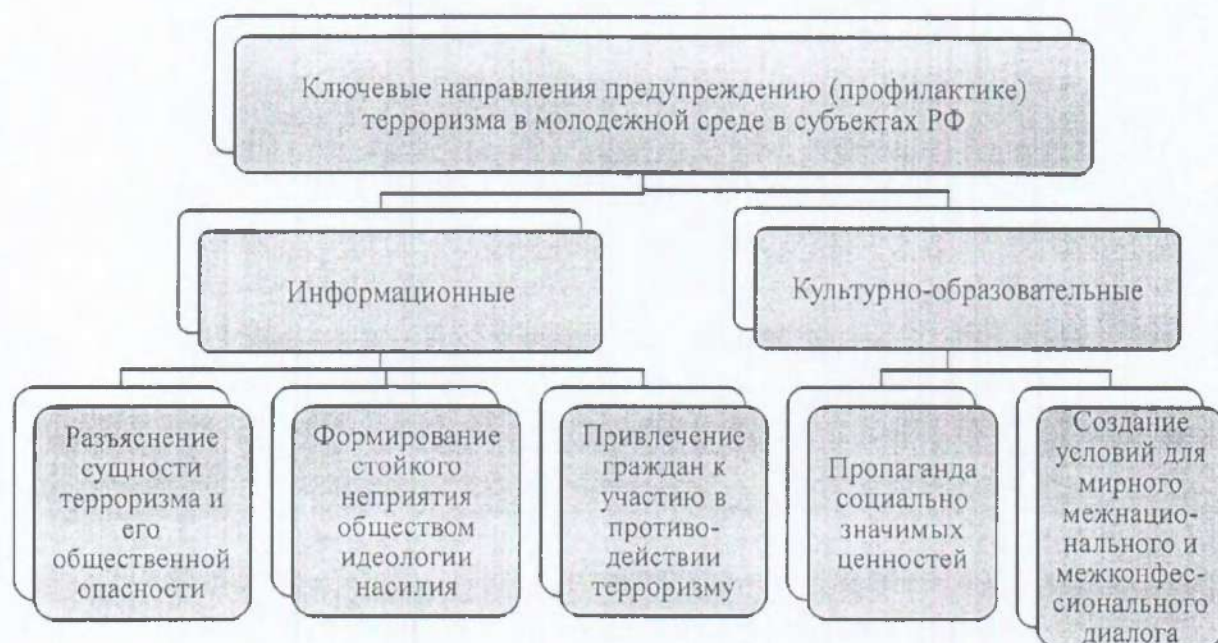 Ключевые направления предупреждению (профилактике)
терроризма в молодежной среде в субъектах РФ
Информационные
Культурно-образовательные
Разъяснение
сущности
терроризма и
его
общественной
опасности
Формирование
стойкого
неприятия
обществом
идеологии
насилия
Привлечение
граждан к
участию в
противо-
действии
терроризму
Пропаганда
социально
значимых
ценностей
Создание
условий для
мирного
межнацио-
нального и
межконфес-
сионального
диалога